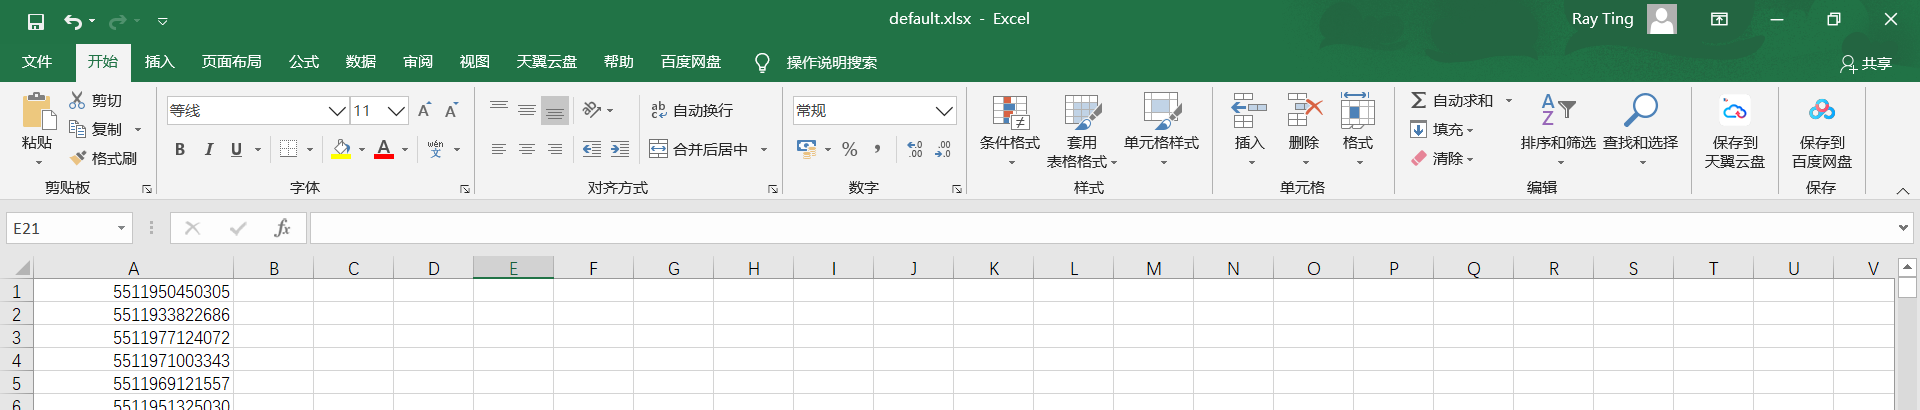 default.xlsx - Excel
Ray Ting
文件 开始 插入 页面布局 公式 数据 审阅 视图 天翼云盘 帮助 百度网盘 操作说明搜索 共享
粘贴
剪切
复制
格式刷
剪贴板
等线 11 A A
B I U A wén 文
字体
ab 自动换行
合并后居中
对齐方式
常规
% , .0 .00 .00 .0
数字
条件格式
套用
表格格式
单元格样式
样式
插入
删除
格式
单元格
Σ 自动求和
填充
清除
A Z
排序和筛选
查找和选择
编辑
保存到
天翼云盘
保存到
百度网盘
保存
E21 fx
A B C D E F G H I J K L M N O P Q R S T U V
1 5511950450305
2 5511933822686
3 5511977124072
4 5511971003343
5 5511969121557
6 5511951325030